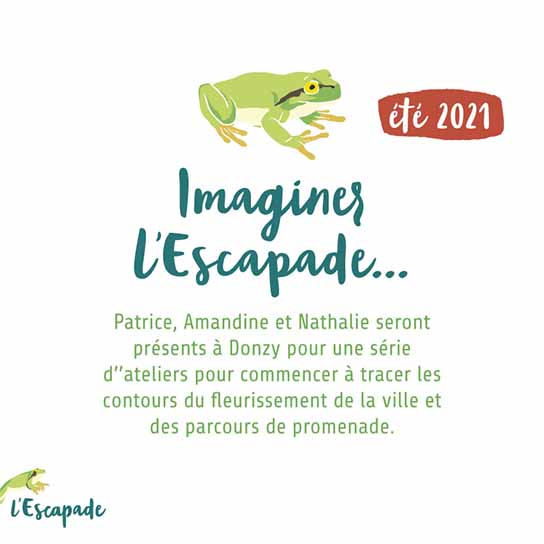 été 2021
Imaginer
l'Escapade...
Patrice, Amandine et Nathalie seront
présents à Donzy pour une série
d''ateliers pour commencer à tracer les
contours du fleurissement de la ville et
des parcours de promenade.
l'Escapade